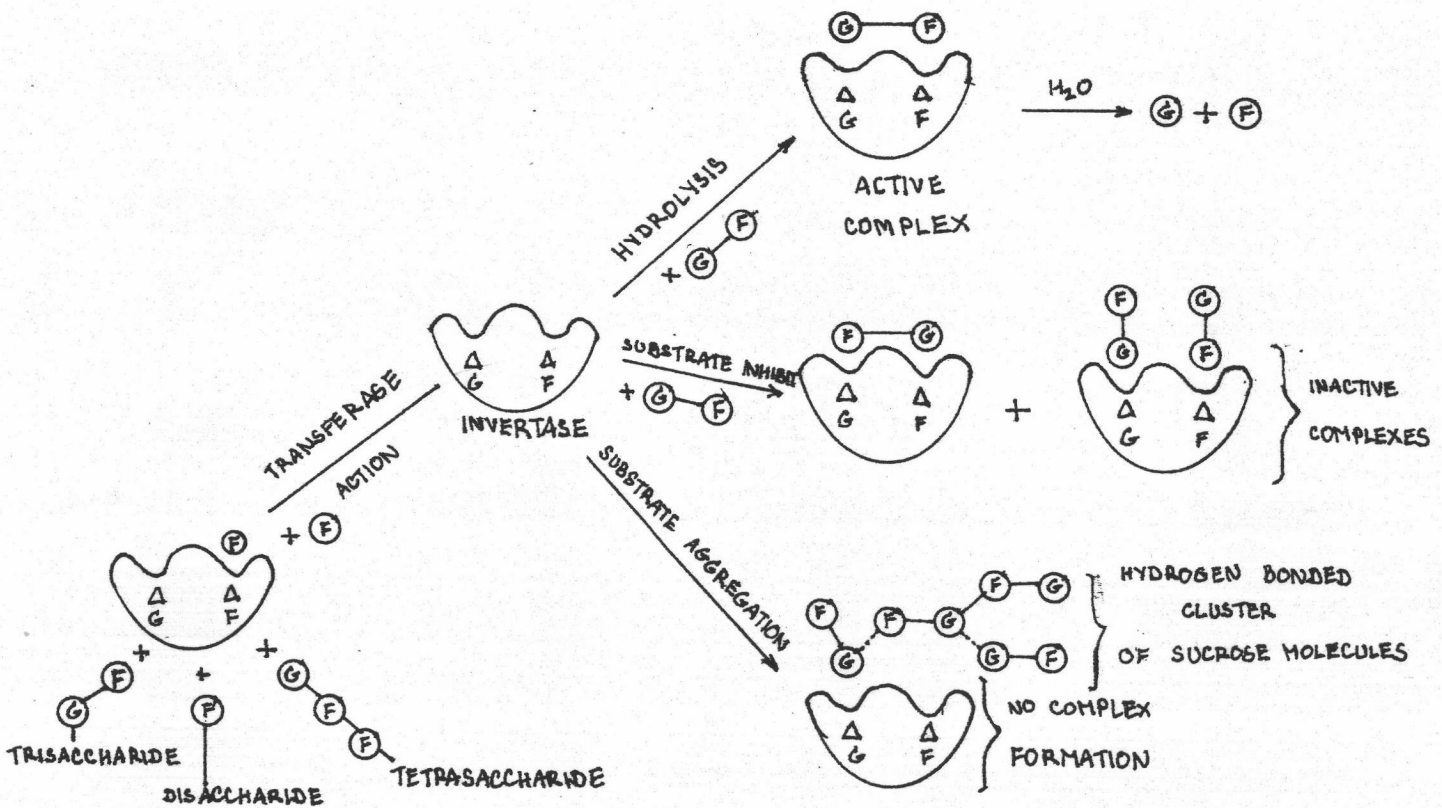 G F
Δ Δ
G F
ACTIVE
COMPLEX
H₂O
G + F
HYDROLYSIS
+ G F
Δ Δ
G F
INVERTASE
SUBSTRATE INHIBIT
+ G F
F G
Δ Δ
G F
+
F G
G F
Δ Δ
G F
INACTIVE
COMPLEXES
TRANSFERAGE
ACTION
F + F
Δ Δ
G F
+ + +
G F
TRISACCHARIDE
F
DISACCHARIDE
G F F
TETRASACCHARIDE
SUBSTRATE AGGREGATION
F G
F F G
G G F
HYDROGEN BONDED
CLUSTER
OF SUCROSE MOLECULES
Δ Δ
G F
NO COMPLEX
FORMATION